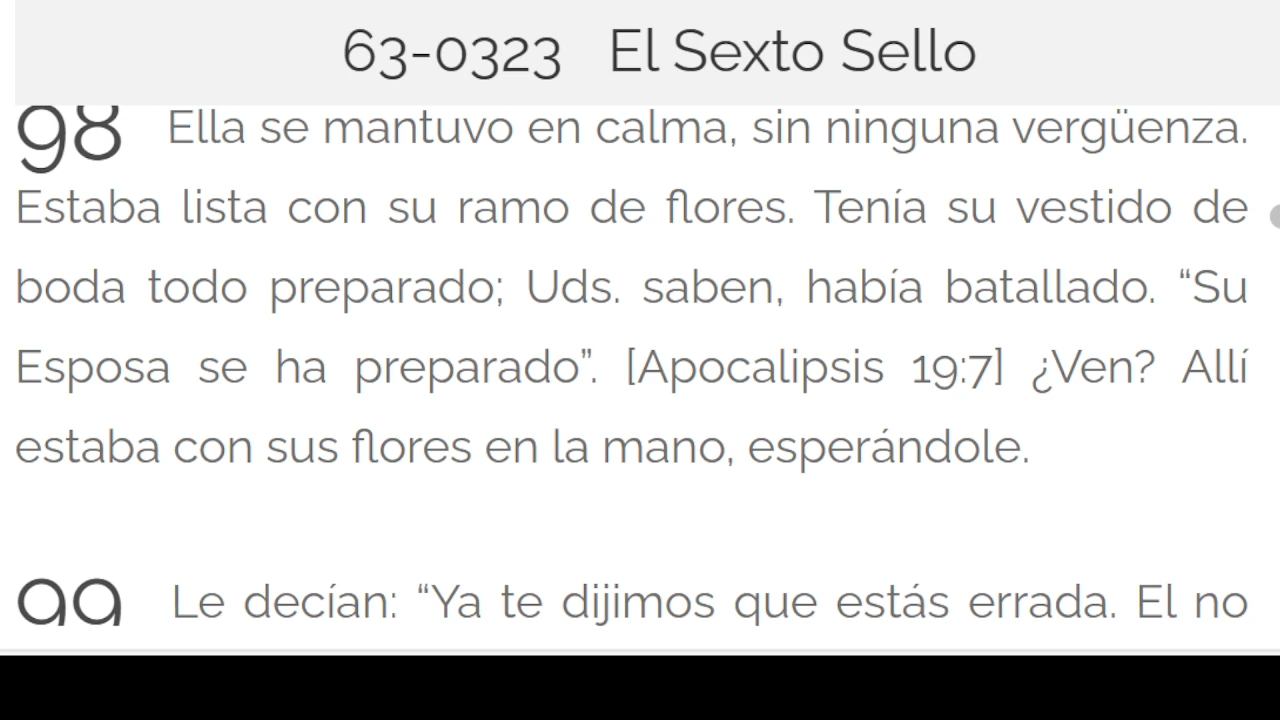 63-0323 El Sexto Sello
98 Ella se mantuvo en calma, sin ninguna vergüenza.
Estaba lista con su ramo de flores. Tenía su vestido de
boda todo preparado; Uds. saben, había batallado. “Su
Esposa se ha preparado”. [Apocalipsis 19:7] ¿Ven? Allí
estaba con sus flores en la mano, esperándole.
99 Le decían: “Ya te dijimos que estás errada. El no